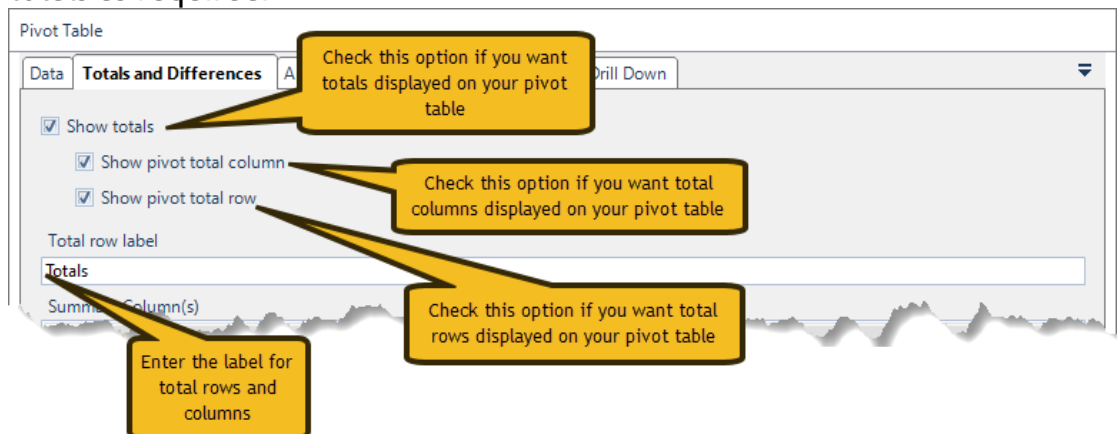 Pivot Table
Check this option if you want
totals displayed on your pivot
table
Data Totals and Differences A Drill Down
Show totals
Show pivot total column
Check this option if you want total
columns displayed on your pivot table
Show pivot total row
Total row label
Totals
Check this option if you want total
rows displayed on your pivot table
Column(s)
Enter the label for
total rows and
columns